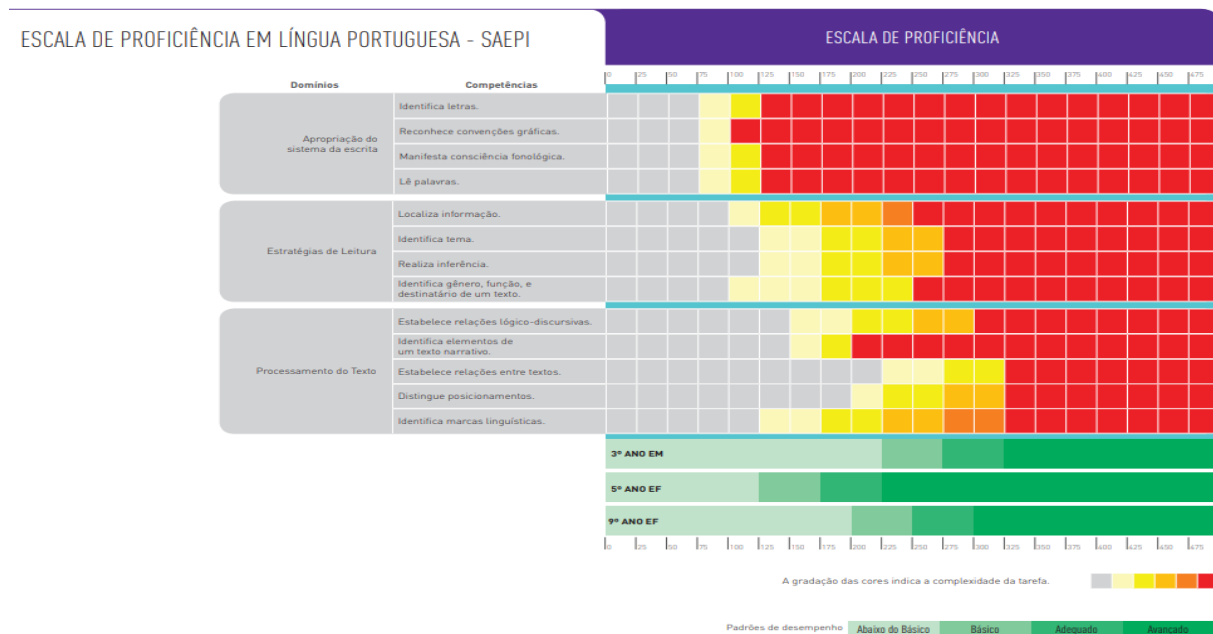 ESCALA DE PROFICIÊNCIA EM LÍNGUA PORTUGUESA - SAEPI
ESCALA DE PROFICIÊNCIA
Domínios Competências
0 25 50 75 100 125 150 175 200 225 250 275 300 325 350 375 400 425 450 475
Apropriação do
sistema da escrita
Identifica letras.
Reconhece convenções gráficas.
Manifesta consciência fonológica.
Lê palavras.
Estratégias de Leitura
Localiza informação.
Identifica tema.
Realiza inferência.
Identifica gênero, função, e
destinatário de um texto.
Processamento do Texto
Estabelece relações lógico-discursivas.
Identifica elementos de
um texto narrativo.
Estabelece relações entre textos.
Distingue posicionamentos.
Identifica marcas linguísticas.
3º ANO EM
5º ANO EF
9º ANO EF
0 25 50 75 100 125 150 175 200 225 250 275 300 325 350 375 400 425 450 475
A gradação das cores indica a complexidade da tarefa.
Padrões de desempenho Abaixo do Básico Básico Adequado Avançado